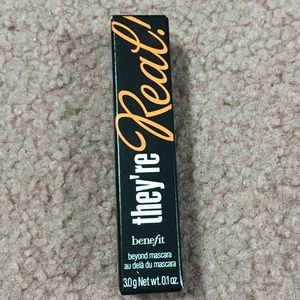 they're Real!
benefit
beyond mascara
au delà du mascara
3.0 g Net wt. 0.1 oz.